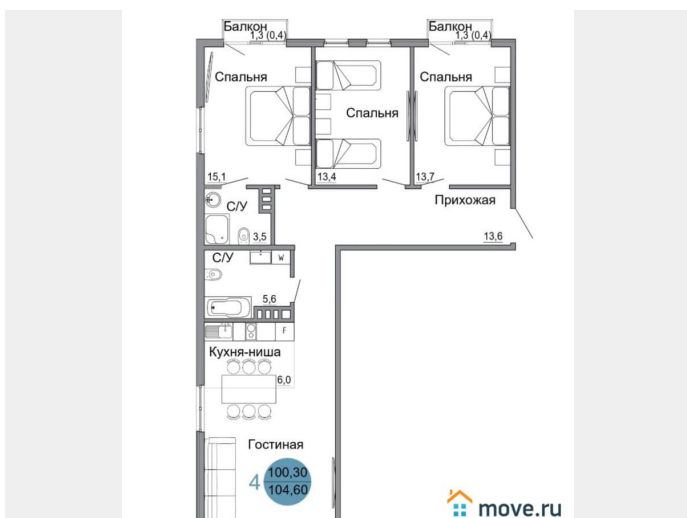 Балкон
1,3 (0,4)
Балкон
1,3 (0,4)
Спальня
Спальня
Спальня
15,1
13,4
13,7
Прихожая
С/У
3,5
13,6
С/У
W
5,6
F
Кухня-ниша
6,0
Гостиная
4
100,30
104,60
move.ru